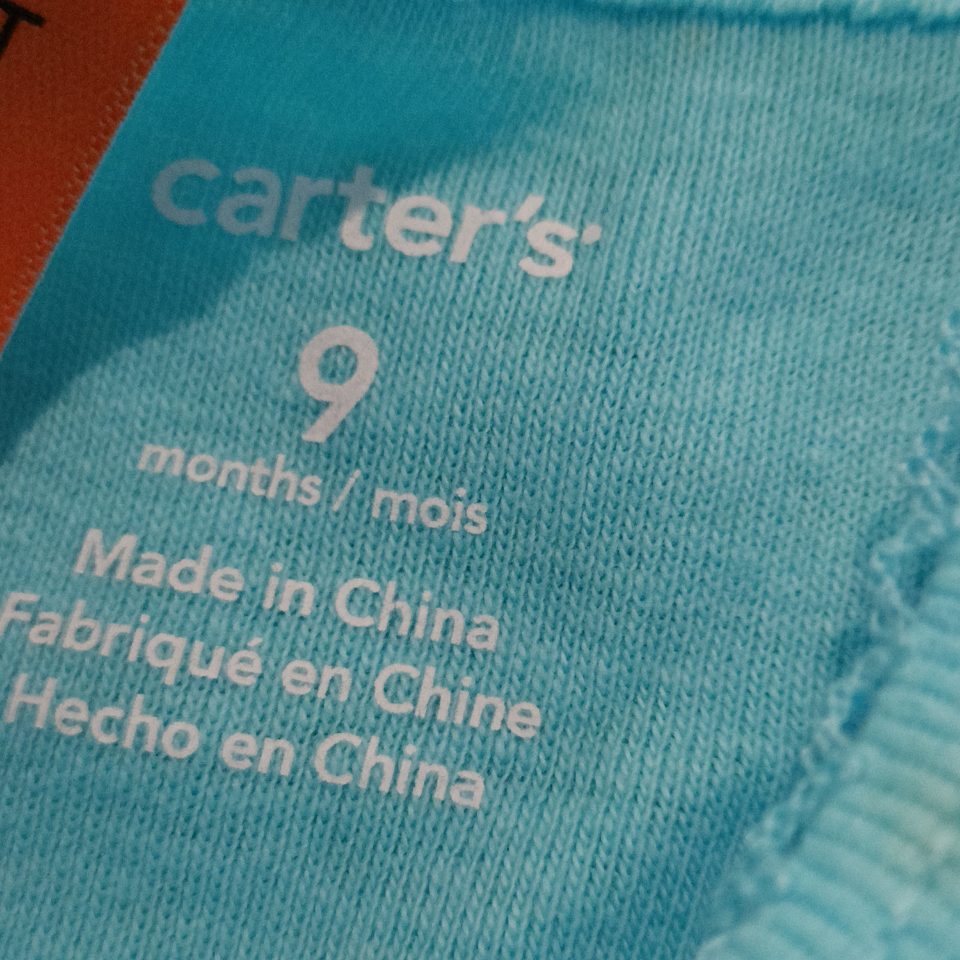 carter's
9
months / mois
Made in China
Fabriqué en Chine
Hecho en China